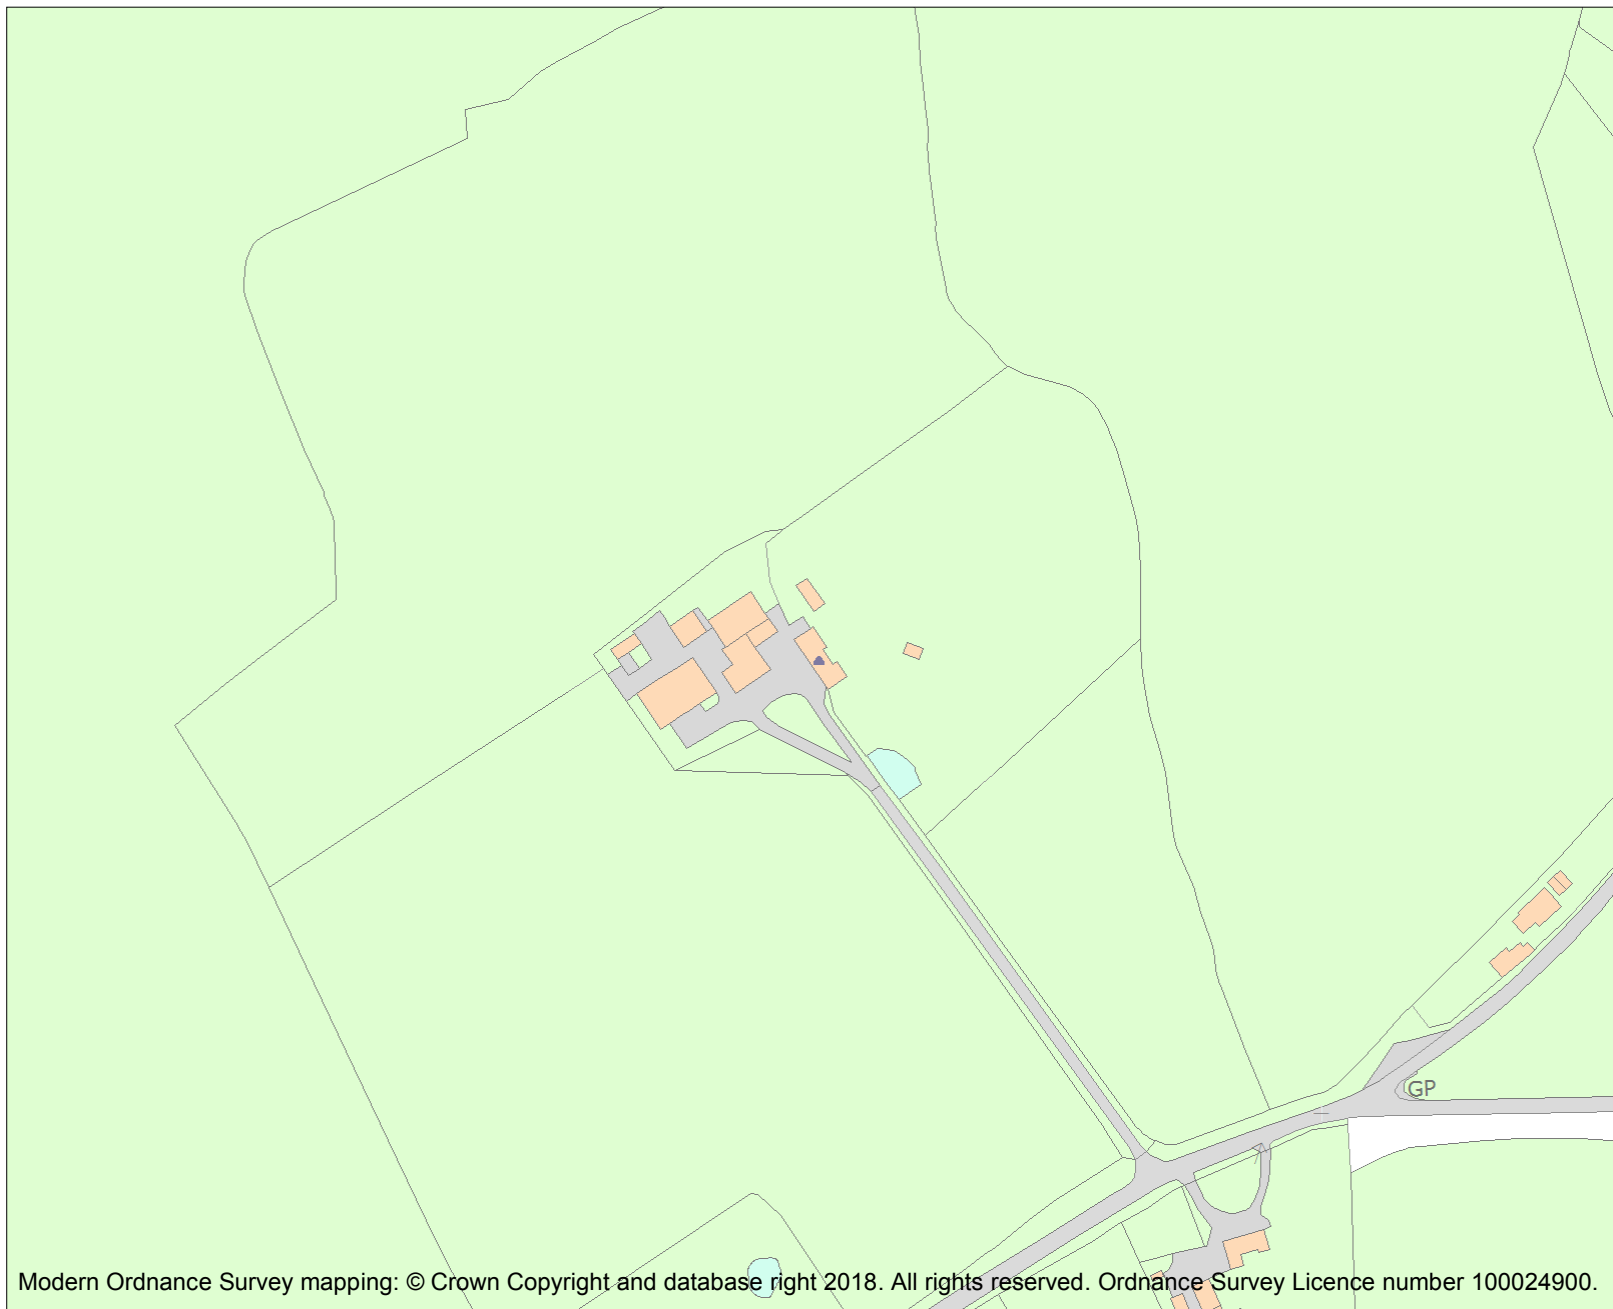 GP
Modern Ordnance Survey mapping: © Crown Copyright and database right 2018. All rights reserved. Ordnance Survey Licence number 100024900.